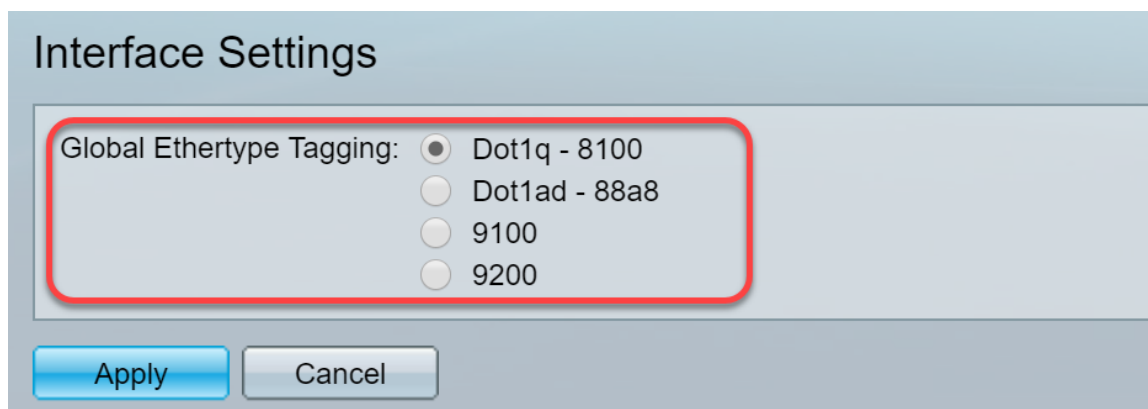 Interface Settings
Global Ethertype Tagging: Dot1q - 8100
Dot1ad - 88a8
9100
9200
Apply Cancel